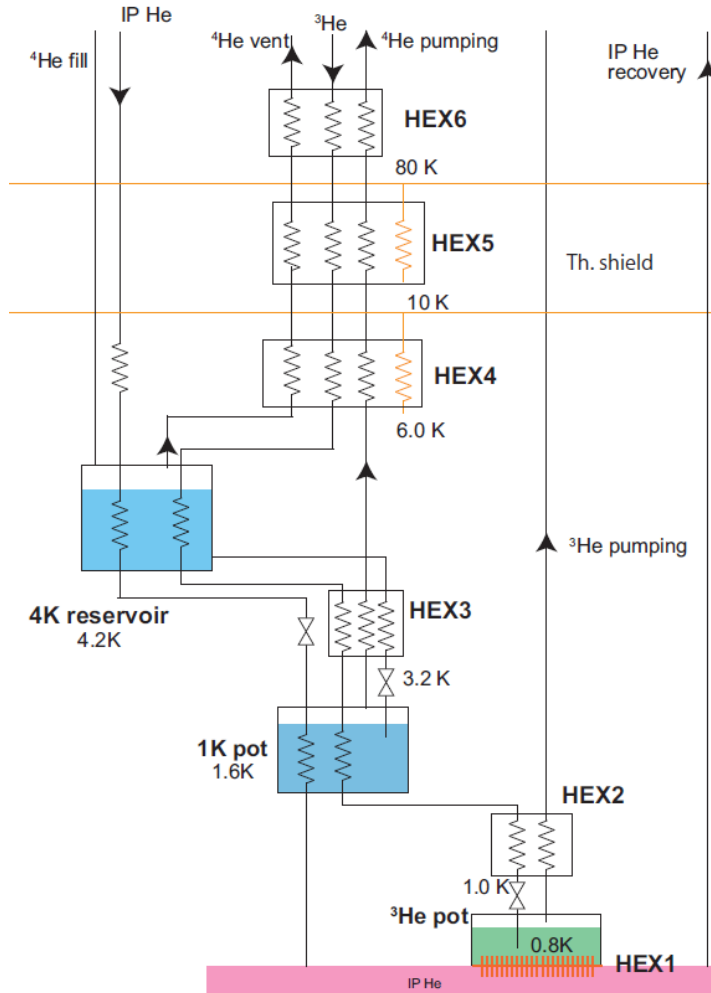 IP He
⁴He fill
⁴He vent
³He
⁴He pumping
IP He
recovery
HEX6
80 K
HEX5
Th. shield
10 K
HEX4
6.0 K
³He pumping
4K reservoir
4.2K
HEX3
3.2 K
1K pot
1.6K
HEX2
1.0 K
³He pot
0.8K
HEX1
IP He